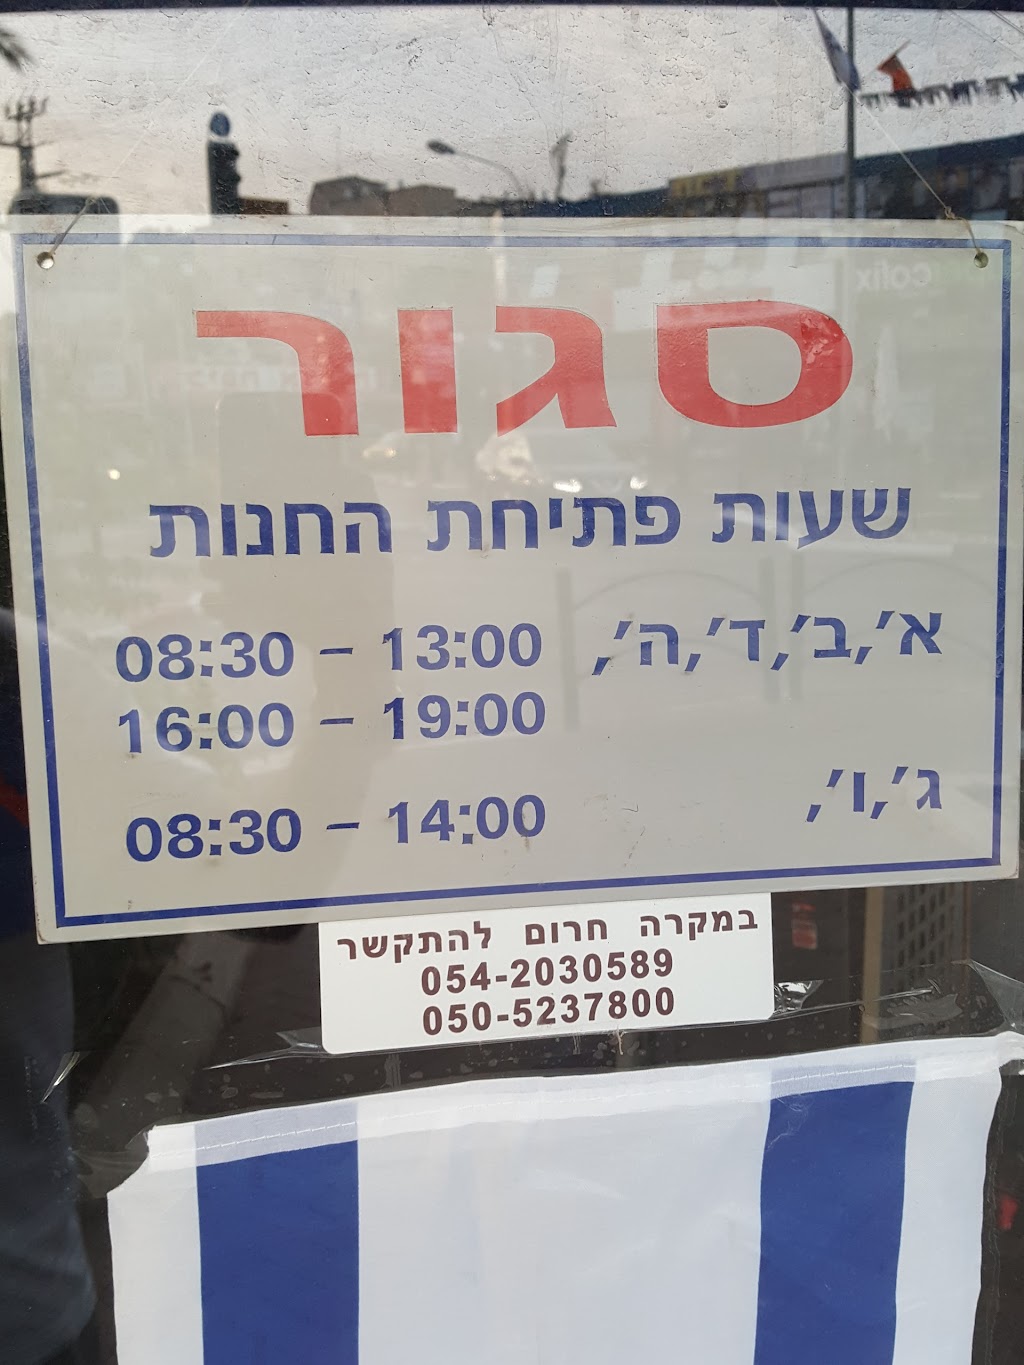 סגור
שעות פתיחת החנות
א', ב', ד', ה', 08:30 - 13:00
16:00 - 19:00
ג', ו', 08:30 - 14:00
במקרה חרום להתקשר
054-2030589
050-5237800
cofix